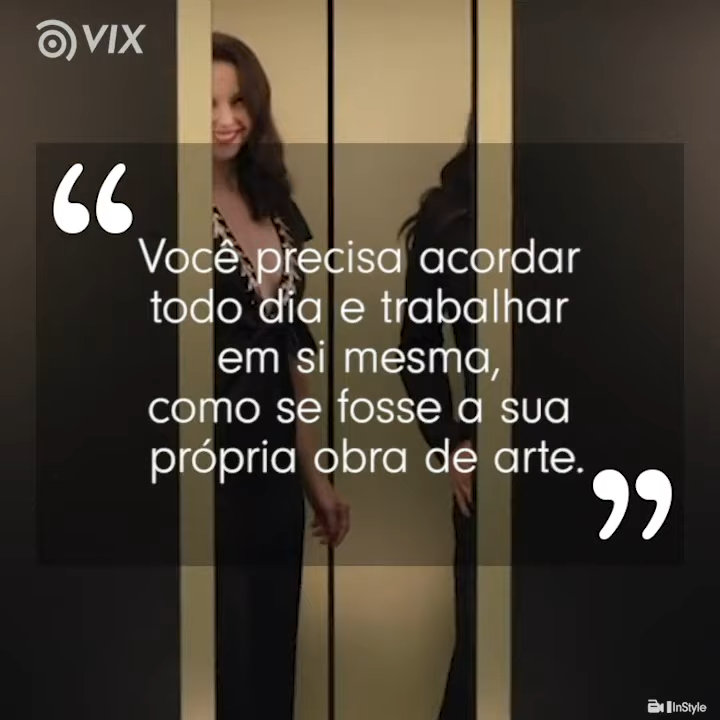 VIX
“
Você precisa acordar
todo dia e trabalhar
em si mesma,
como se fosse a sua
própria obra de arte.
”
InStyle